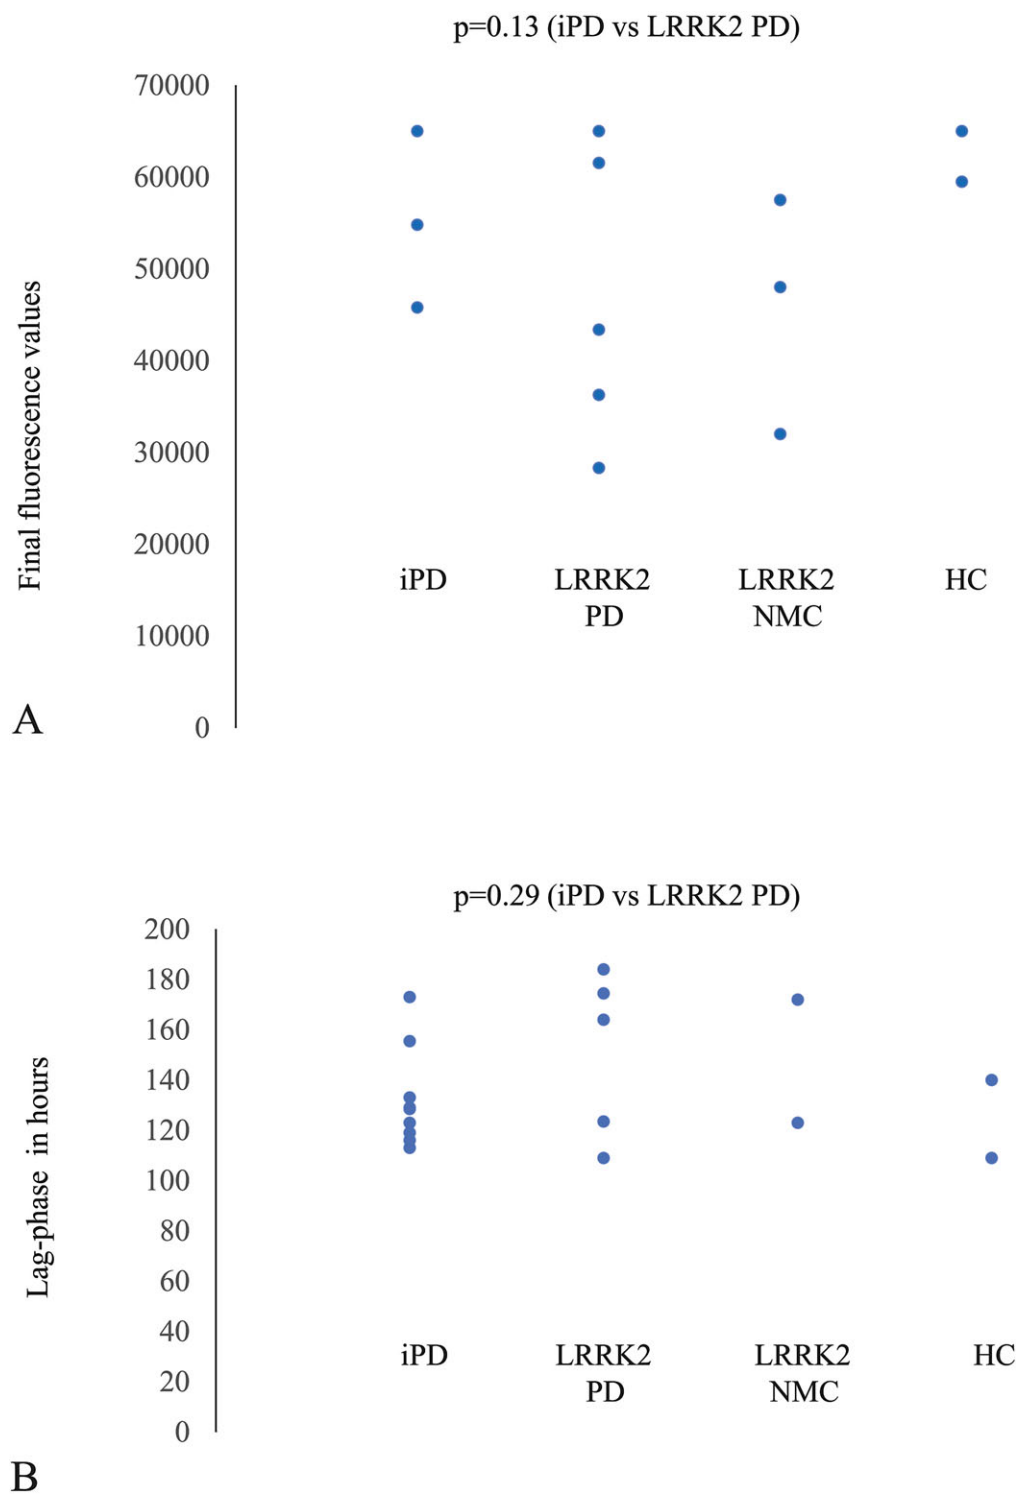 p=0.13 (iPD vs LRRK2 PD)
70000
60000
50000
40000
30000
20000
10000
0
Final fluorescence values
iPD
LRRK2
PD
LRRK2
NMC
HC
A
p=0.29 (iPD vs LRRK2 PD)
200
180
160
140
120
100
80
60
40
20
0
Lag-phase in hours
iPD
LRRK2
PD
LRRK2
NMC
HC
B